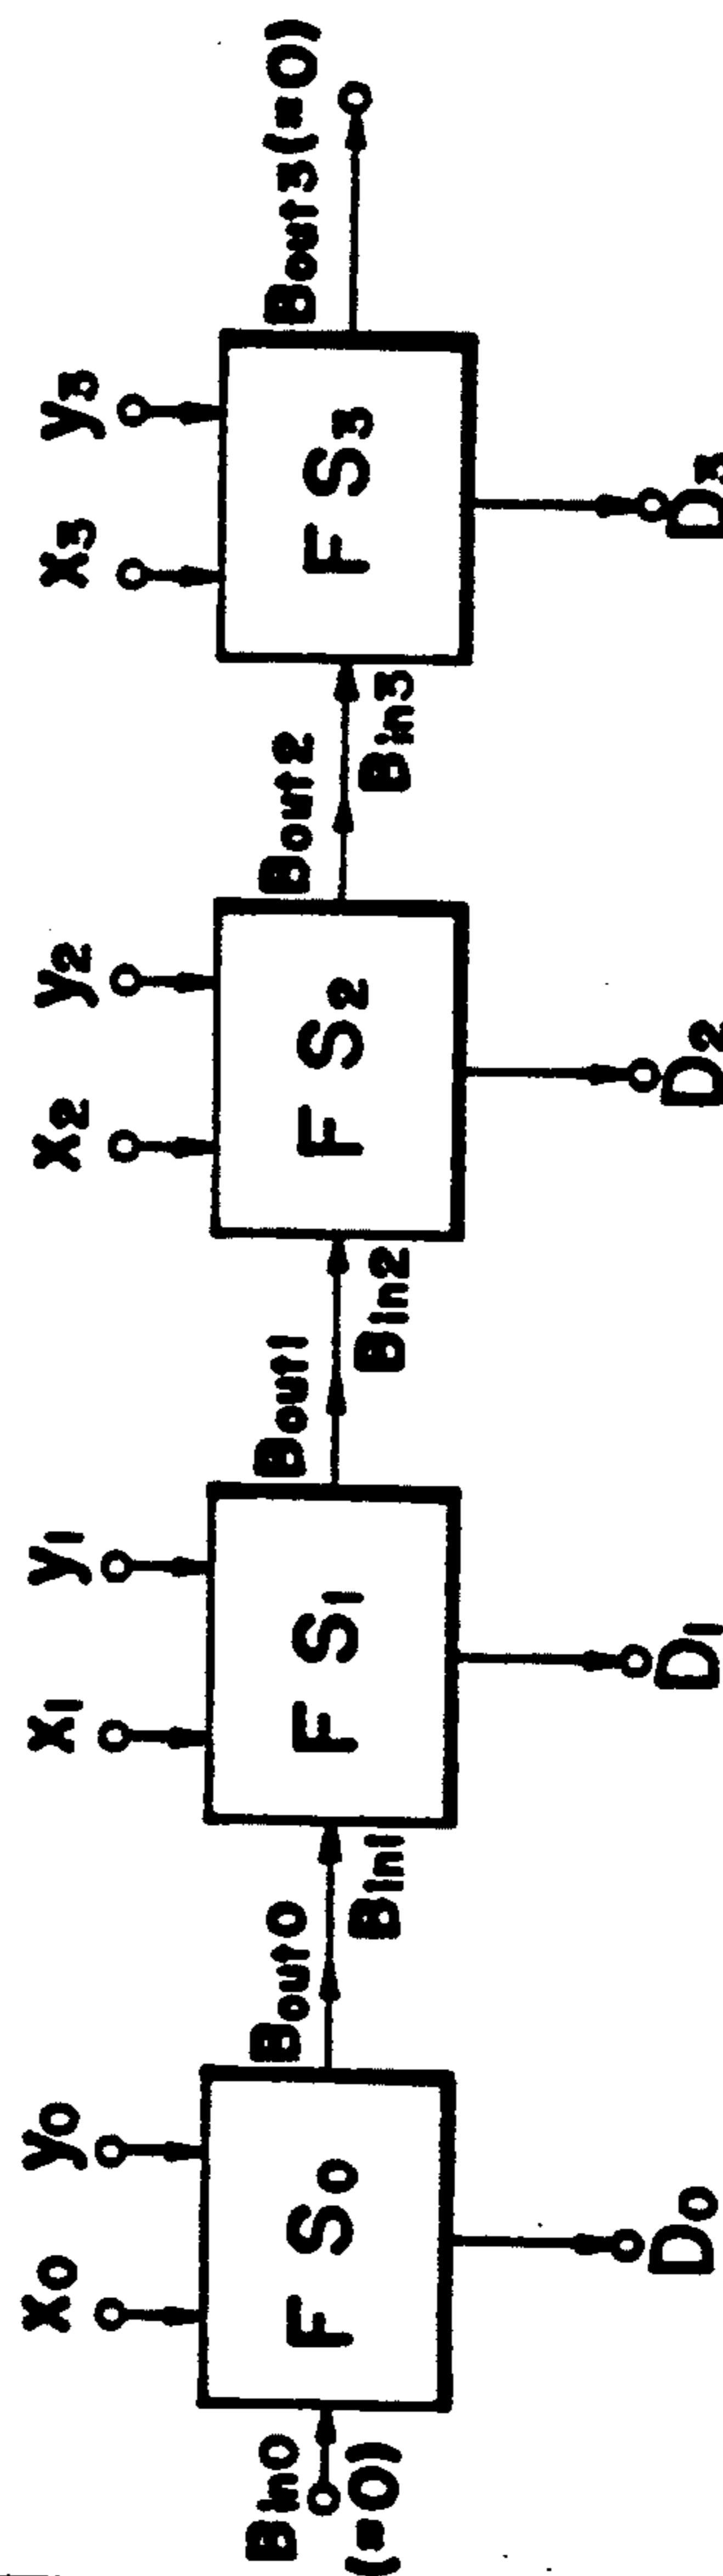 x0 y0 x1 y1 x2 y2 x3 y3
Bin0 Bout0 Bout1 Bout2 Bout3(=0)
FS0 FS1 FS2 FS3
(=0) Bin1 Bin2 Bin3
D0 D1 D2 D3